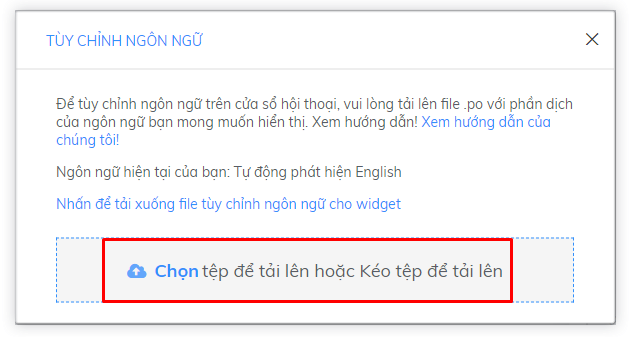 TÙY CHỈNH NGÔN NGỮ
Để tùy chỉnh ngôn ngữ trên cửa sổ hội thoại, vui lòng tải lên file .po với phần dịch
của ngôn ngữ bạn mong muốn hiển thị. Xem hướng dẫn! Xem hướng dẫn của
chúng tôi!
Ngôn ngữ hiện tại của bạn: Tự động phát hiện English
Nhấn để tải xuống file tùy chỉnh ngôn ngữ cho widget
Chọn tệp để tải lên hoặc Kéo tệp để tải lên